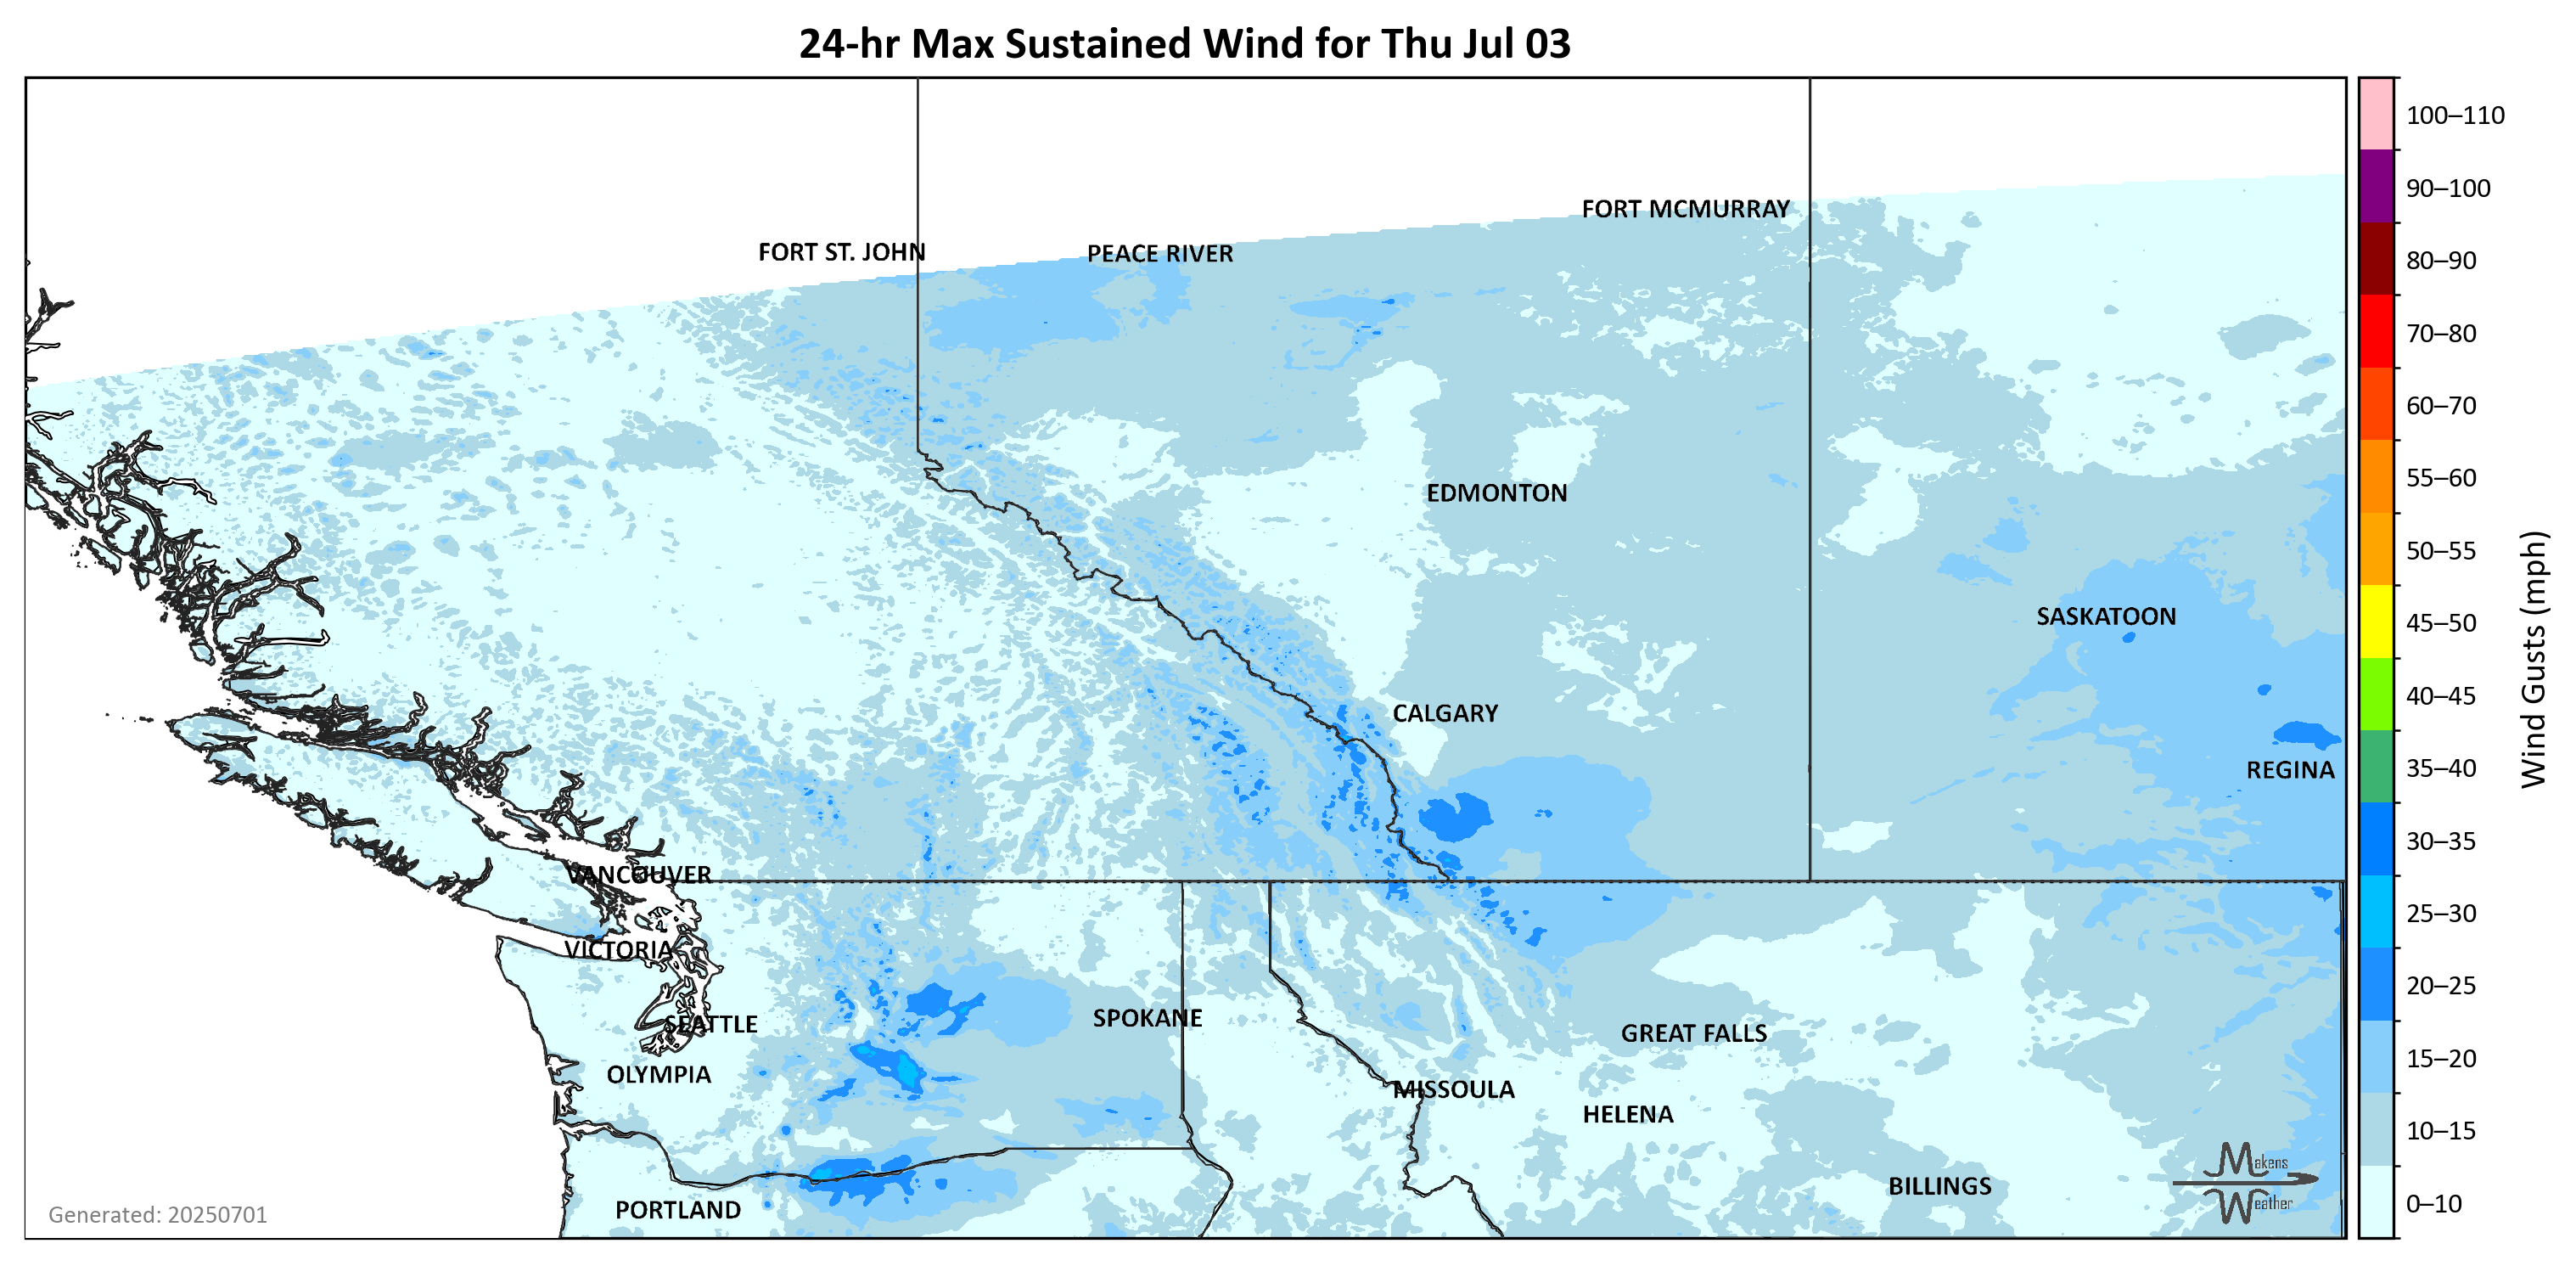 24-hr Max Sustained Wind for Thu Jul 03
FORT MCMURRAY
FORT ST. JOHN
PEACE RIVER
EDMONTON
SASKATOON
CALGARY
REGINA
VANCOUVER
VICTORIA
SEATTLE
SPOKANE
GREAT FALLS
OLYMPIA
MISSOULA
HELENA
BILLINGS
PORTLAND
Generated: 20250701
Makens
Weather
100–110
90–100
80–90
70–80
60–70
55–60
50–55
45–50
40–45
35–40
30–35
25–30
20–25
15–20
10–15
0–10
Wind Gusts (mph)